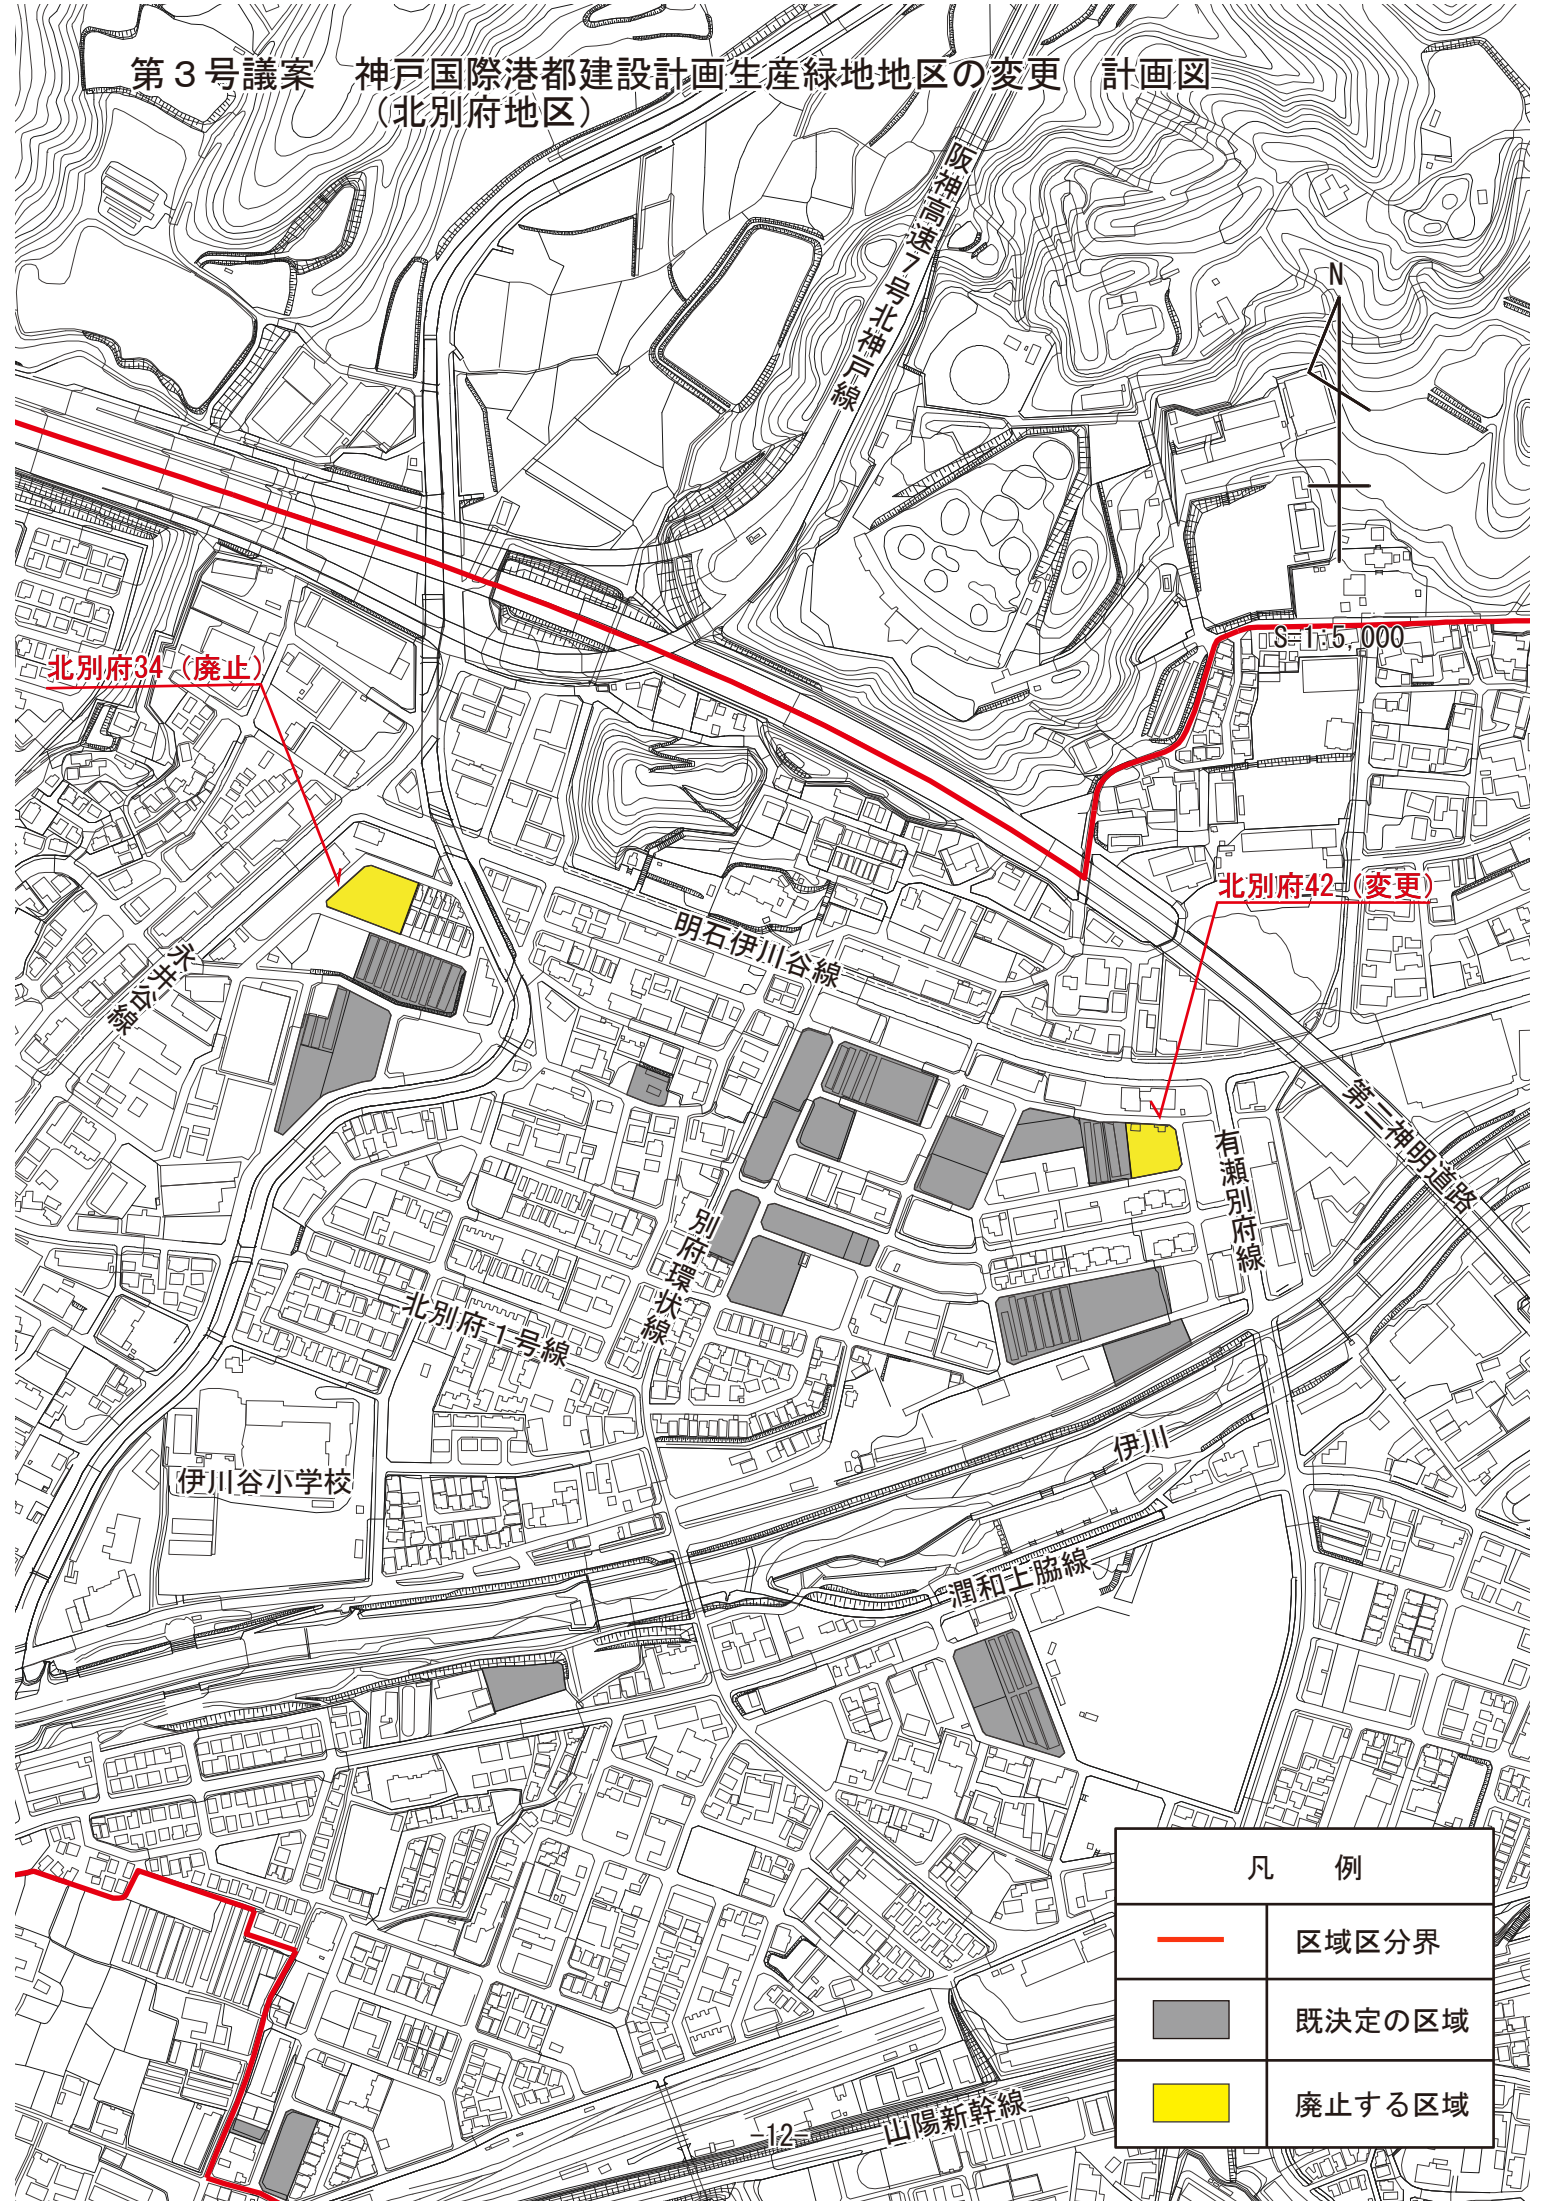 第３号議案　神戸国際港都建設計画生産緑地地区の変更　計画図
（北別府地区）
阪神高速７号北神戸線
N
S=1:5,000
北別府34（廃止）
北別府42（変更）
明石伊川谷線
永井谷線
第二神明道路
有瀬別府線
別府環状線
北別府１号線
伊川谷小学校
伊川
潤和上脇線
凡　例
区域区分界
既決定の区域
廃止する区域
山陽新幹線
-12-